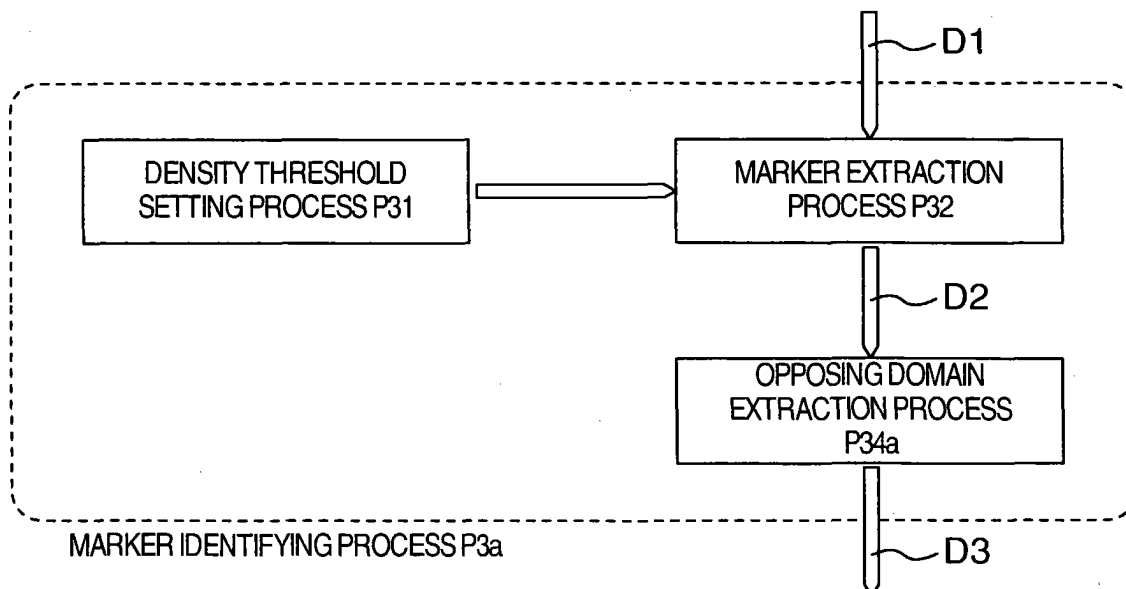 D1
DENSITY THRESHOLD
SETTING PROCESS P31
MARKER EXTRACTION
PROCESS P32
D2
OPPOSING DOMAIN
EXTRACTION PROCESS
P34a
MARKER IDENTIFYING PROCESS P3a
D3